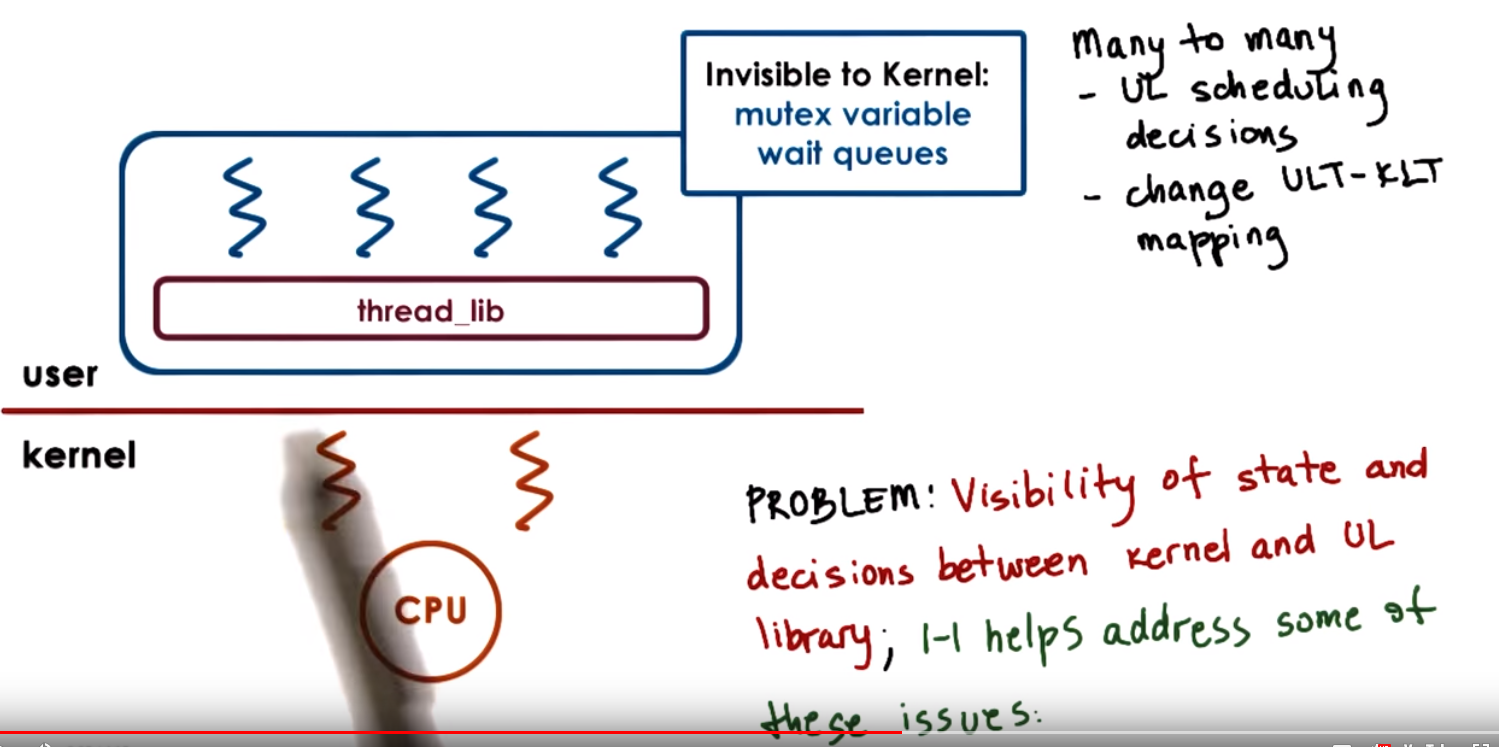 Invisible to Kernel:
mutex variable
wait queues
Many to many
- UL scheduling
decisions
- change ULT-KLT
mapping
thread_lib
user
kernel
CPU
PROBLEM: Visibility of state and
decisions between kernel and UL
library; 1-1 helps address some of
these issues.